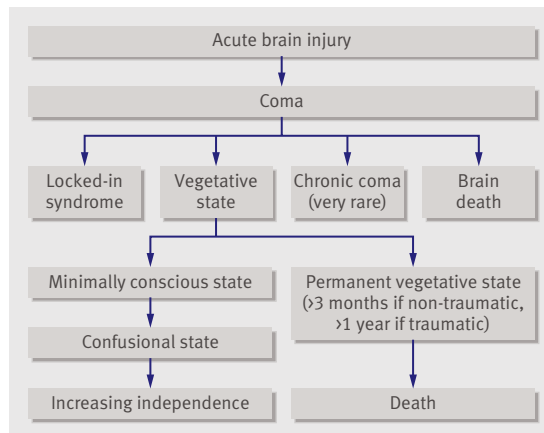 Acute brain injury
Coma
Locked-in
syndrome
Vegetative
state
Chronic coma
(very rare)
Brain
death
Minimally conscious state
Permanent vegetative state
(>3 months if non-traumatic,
>1 year if traumatic)
Confusional state
Increasing independence
Death